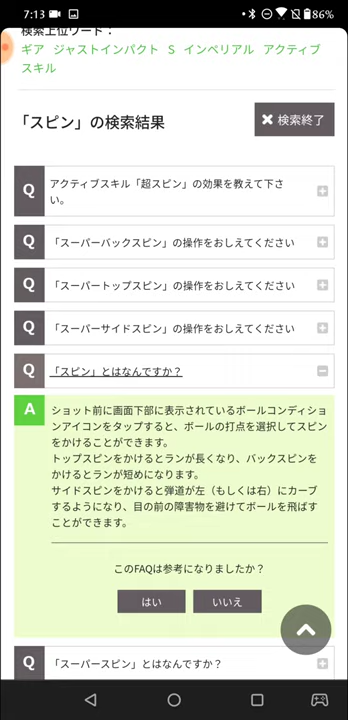 7:13
86%
検索上位ワード：
ギア ジャストインパクト S インペリアル アクティブ
スキル
「スピン」の検索結果
✖ 検索終了
Q
アクティブスキル「超スピン」の効果を教えて下さ
い。
Q
「スーパーバックスピン」の操作をおしえてください
Q
「スーパートップスピン」の操作をおしえてください
Q
「スーパーサイドスピン」の操作をおしえてください
Q
「スピン」とはなんですか？
A
ショット前に画面下部に表示されているボールコンディショ
ンアイコンをタップすると、ボールの打点を選択してスピン
をかけることができます。
トップスピンをかけるとランが長くなり、バックスピンを
かけるとランが短めになります。
サイドスピンをかけると弾道が左（もしくは右）にカーブ
するようになり、目の前の障害物を避けてボールを飛ばす
ことができます。
このFAQは参考になりましたか？
はい
いいえ
Q
「スーパースピン」とはなんですか？